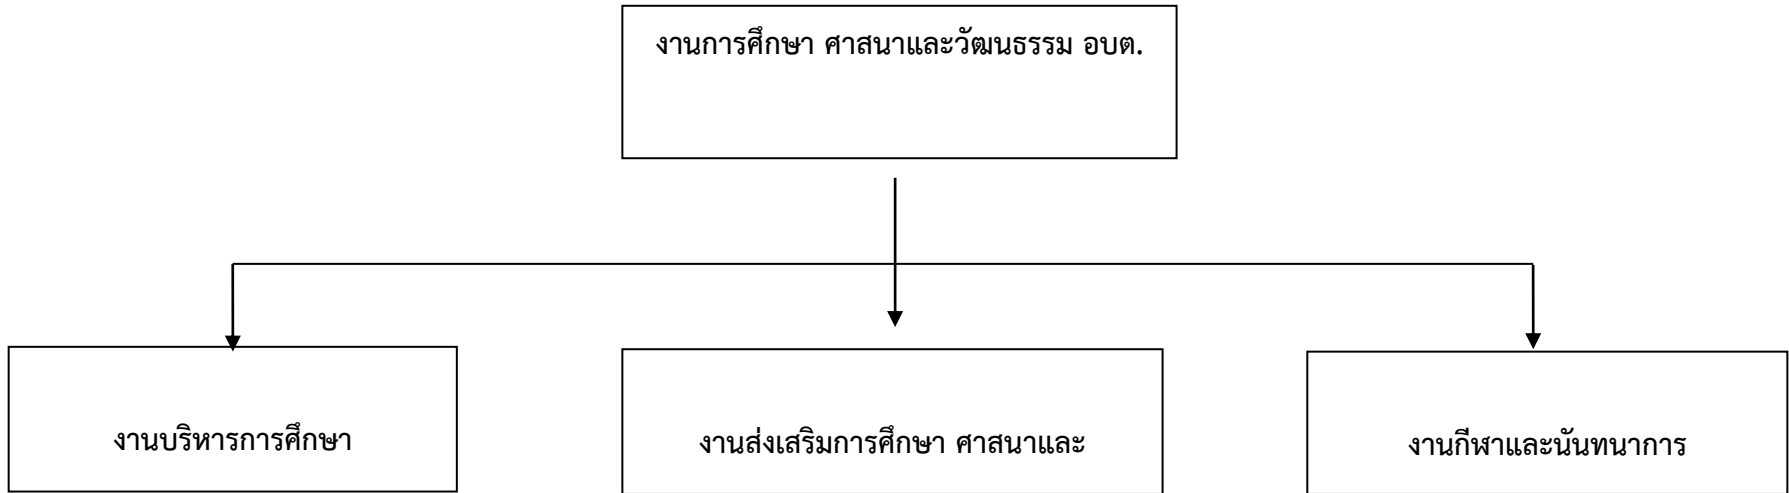 งานการศึกษา ศาสนาและวัฒนธรรม อบต.
งานบริหารการศึกษา
งานส่งเสริมการศึกษา ศาสนาและ
งานกีฬาและนันทนาการ